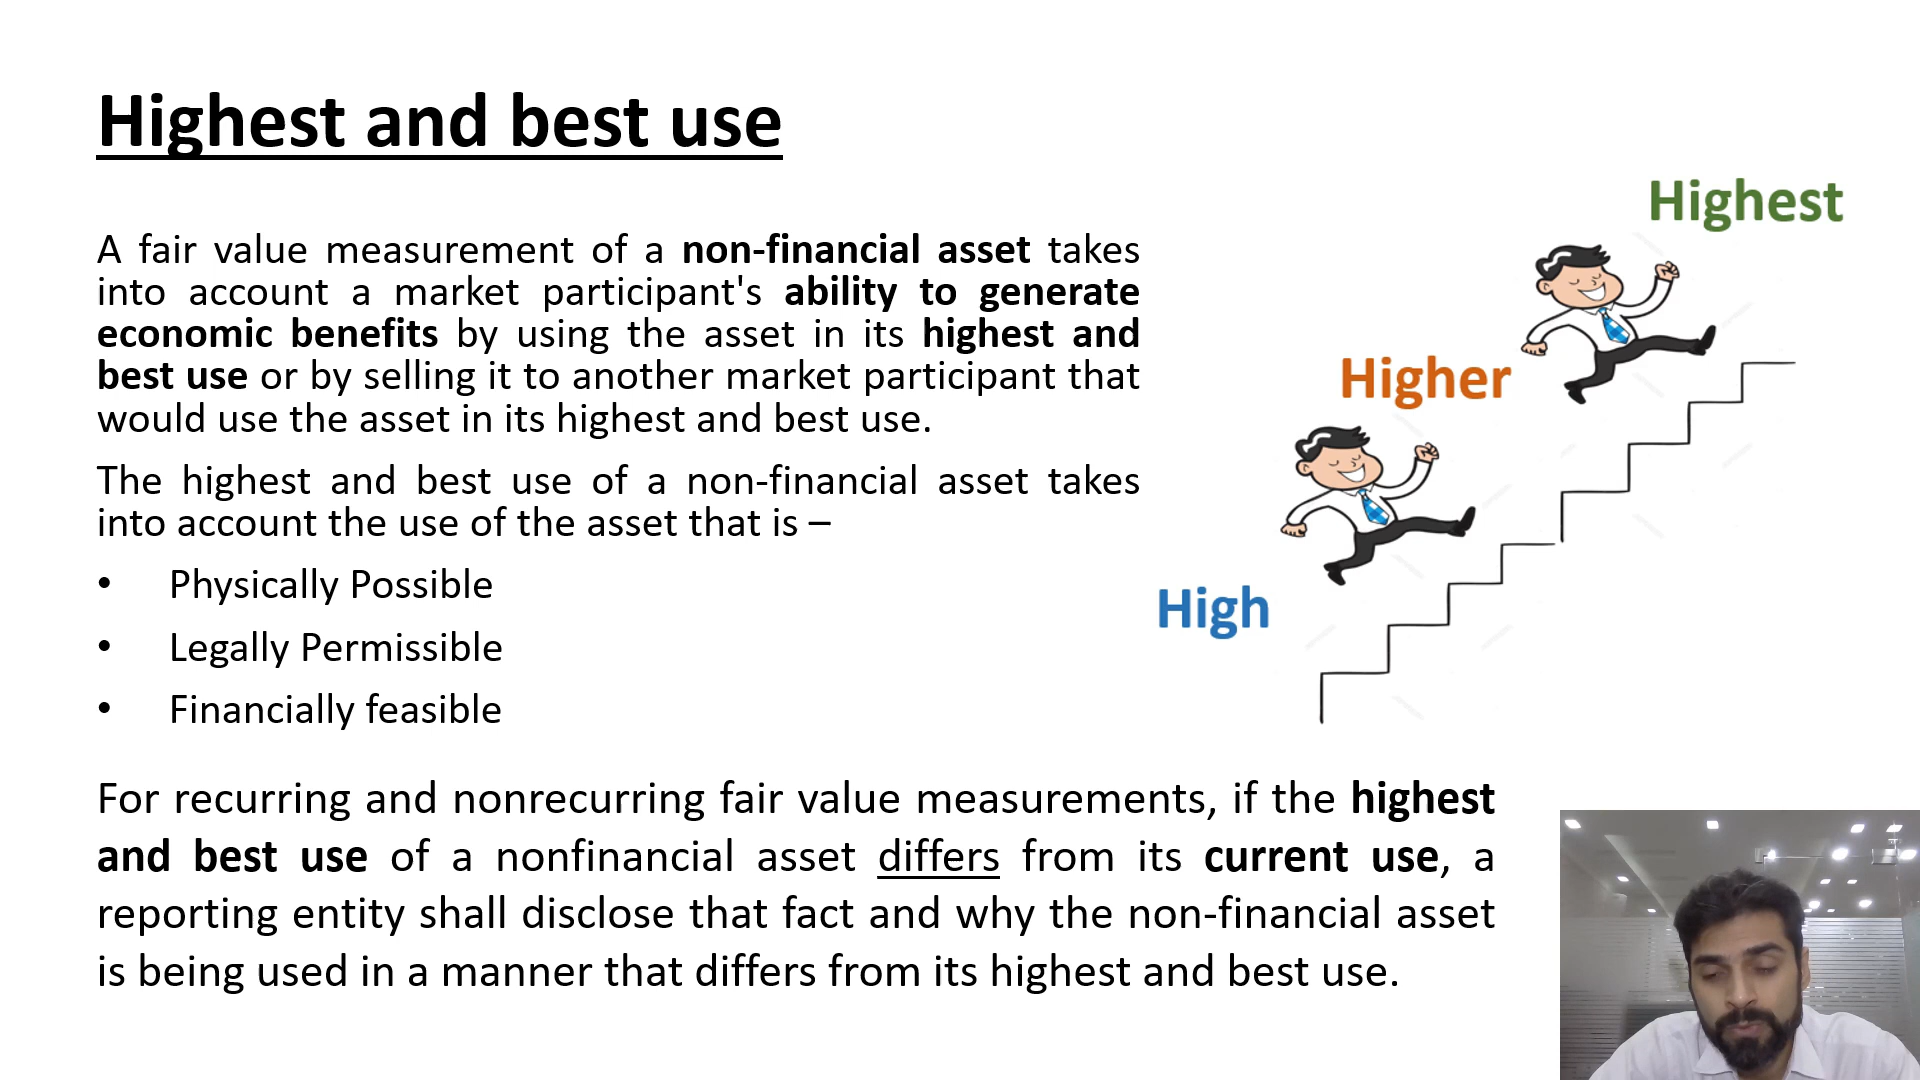 Highest and best use
A fair value measurement of a non-financial asset takes
into account a market participant's ability to generate
economic benefits by using the asset in its highest and
best use or by selling it to another market participant that
would use the asset in its highest and best use.
The highest and best use of a non-financial asset takes
into account the use of the asset that is –
• Physically Possible
• Legally Permissible
• Financially feasible
For recurring and nonrecurring fair value measurements, if the highest
and best use of a nonfinancial asset differs from its current use, a
reporting entity shall disclose that fact and why the non-financial asset
is being used in a manner that differs from its highest and best use.
Highest
Higher
High